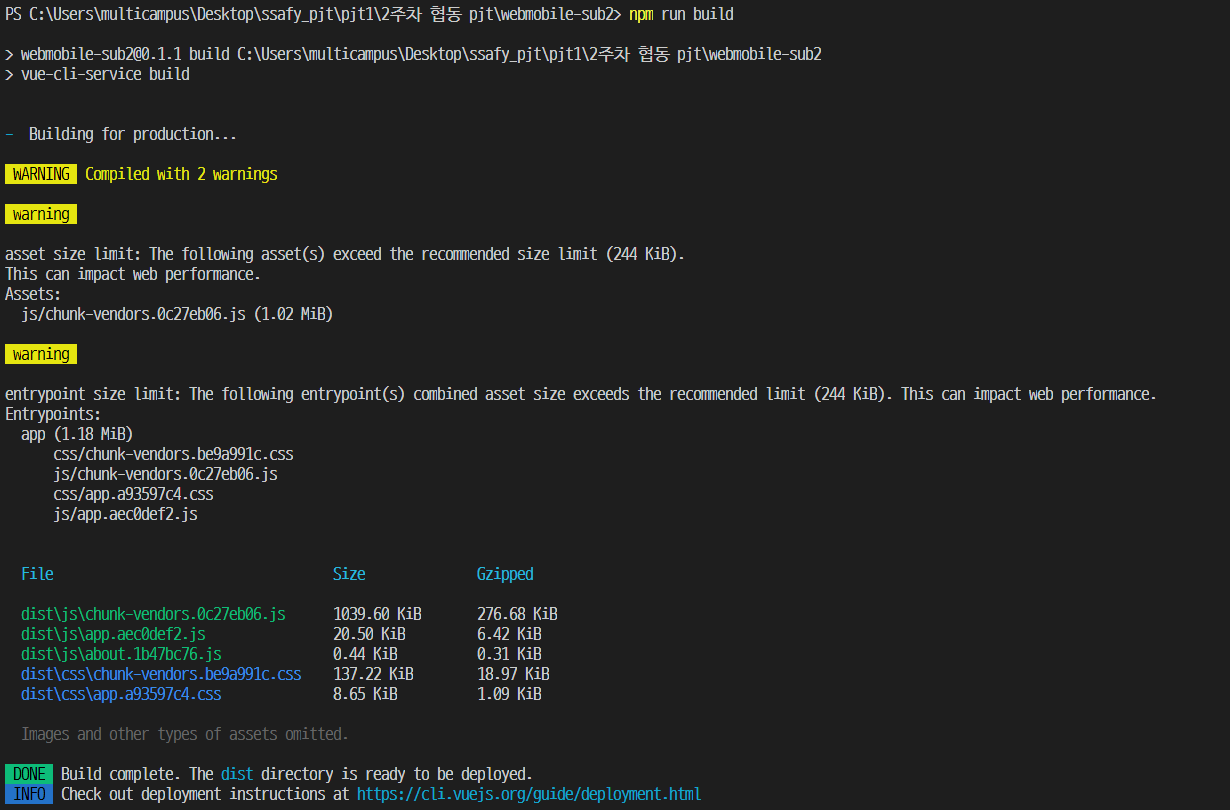 PS C:\Users\multicampus\Desktop\ssafy_pjt\pjt1\2주차 협동 pjt\webmobile-sub2> npm run build
> webmobile-sub2@0.1.1 build C:\Users\multicampus\Desktop\ssafy_pjt\pjt1\2주차 협동 pjt\webmobile-sub2
> vue-cli-service build
- Building for production...
WARNING Compiled with 2 warnings
warning
asset size limit: The following asset(s) exceed the recommended size limit (244 KiB).
This can impact web performance.
Assets:
js/chunk-vendors.0c27eb06.js (1.02 MiB)
warning
entrypoint size limit: The following entrypoint(s) combined asset size exceeds the recommended limit (244 KiB). This can impact web performance.
Entrypoints:
app (1.18 MiB)
css/chunk-vendors.be9a991c.css
js/chunk-vendors.0c27eb06.js
css/app.a93597c4.css
js/app.aec0def2.js
File Size Gzipped
dist\js\chunk-vendors.0c27eb06.js 1039.60 KiB 276.68 KiB
dist\js\app.aec0def2.js 20.50 KiB 6.42 KiB
dist\js\about.1b47bc76.js 0.44 KiB 0.31 KiB
dist\css\chunk-vendors.be9a991c.css 137.22 KiB 18.97 KiB
dist\css\app.a93597c4.css 8.65 KiB 1.09 KiB
Images and other types of assets omitted.
DONE Build complete. The dist directory is ready to be deployed.
INFO Check out deployment instructions at https://cli.vuejs.org/guide/deployment.html